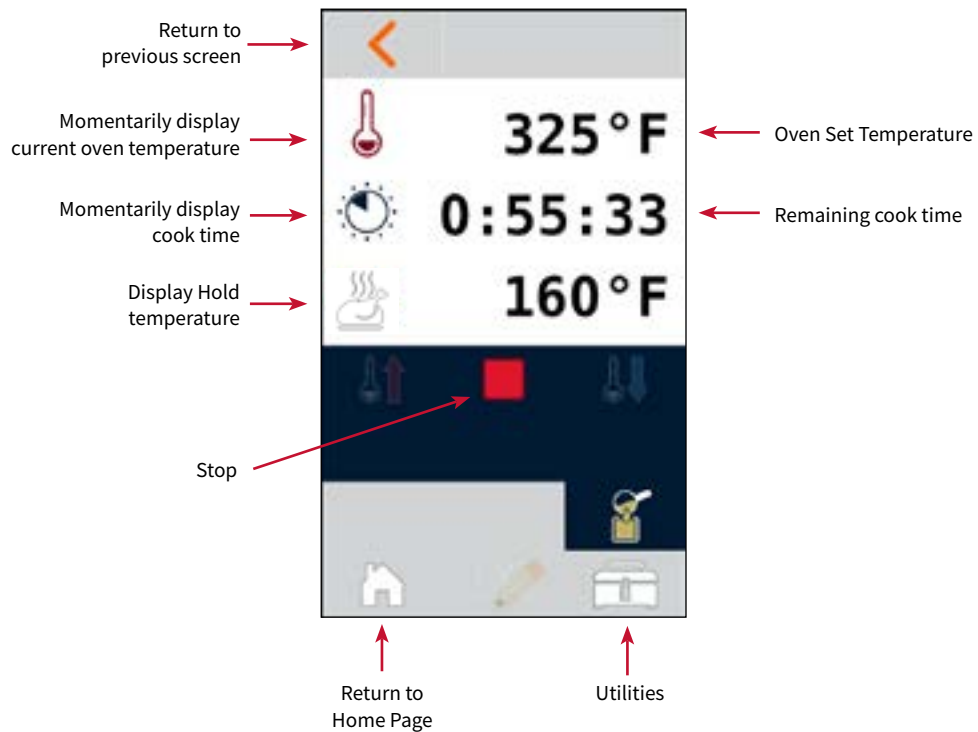 Return to
previous screen
Momentarily display
current oven temperature
325°F
Oven Set Temperature
Momentarily display
cook time
0:55:33
Remaining cook time
Display Hold
temperature
160°F
Stop
Return to
Home Page
Utilities